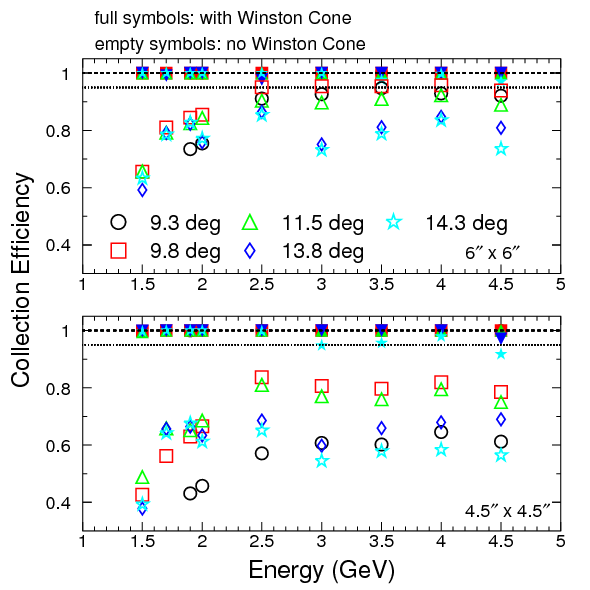 full symbols: with Winston Cone
empty symbols: no Winston Cone
1
0.8
0.6
0.4
9.3 deg 11.5 deg 14.3 deg
9.8 deg 13.8 deg 6″ x 6″
1 1.5 2 2.5 3 3.5 4 4.5 5
Collection Efficiency
1
0.8
0.6
0.4
4.5″ x 4.5″
1 1.5 2 2.5 3 3.5 4 4.5 5
Energy (GeV)